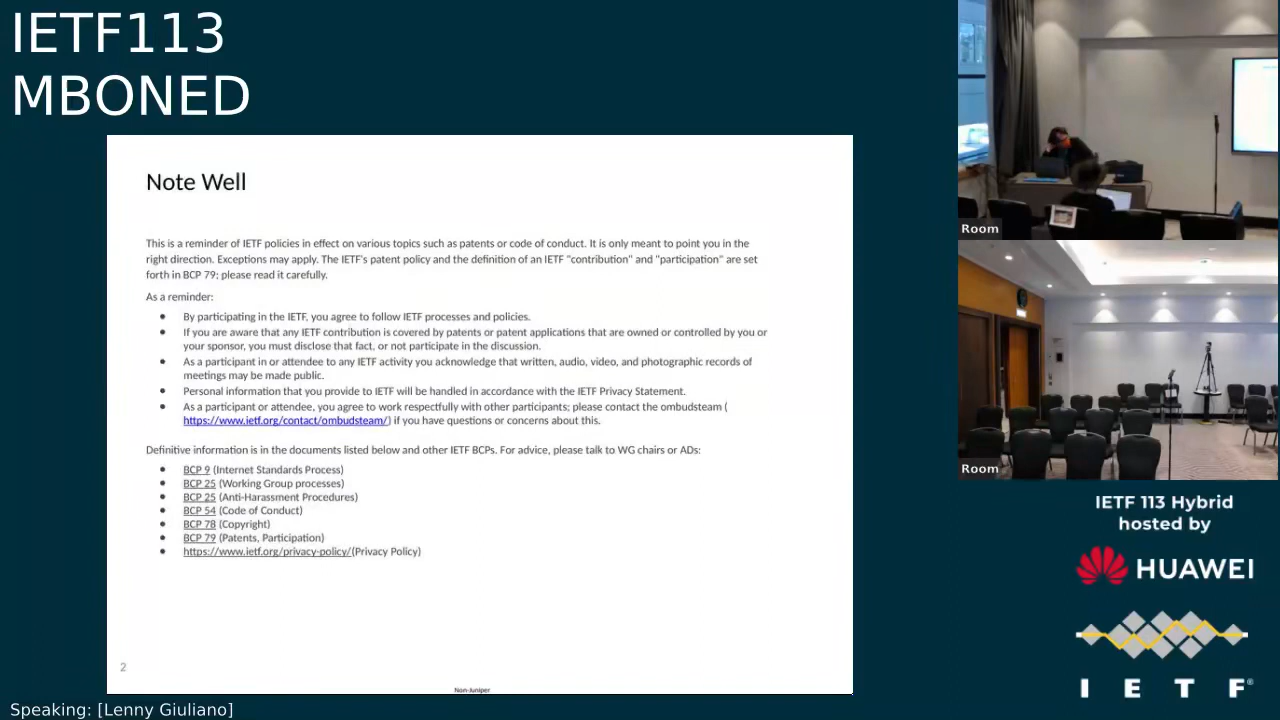 IETF113
MBONED
Note Well
This is a reminder of IETF policies in effect on various topics such as patents or code of conduct. It is only meant to point you in the
right direction. Exceptions may apply. The IETF's patent policy and the definition of an IETF "contribution" and "participation" are set
forth in BCP 79; please read it carefully.
As a reminder:
• By participating in the IETF, you agree to follow IETF processes and policies.
• If you are aware that any IETF contribution is covered by patents or patent applications that are owned or controlled by you or
your sponsor, you must disclose that fact, or not participate in the discussion.
• As a participant in or attendee to any IETF activity you acknowledge that written, audio, video, and photographic records of
meetings may be made public.
• Personal information that you provide to IETF will be handled in accordance with the IETF Privacy Statement.
• As a participant or attendee, you agree to work respectfully with other participants; please contact the ombudsteam (
https://www.ietf.org/contact/ombudsteam/) if you have questions or concerns about this.
Definitive information is in the documents listed below and other IETF BCPs. For advice, please talk to WG chairs or ADs:
• BCP 9 (Internet Standards Process)
• BCP 25 (Working Group processes)
• BCP 25 (Anti-Harassment Procedures)
• BCP 54 (Code of Conduct)
• BCP 78 (Copyright)
• BCP 79 (Patents, Participation)
• https://www.ietf.org/privacy-policy/(Privacy Policy)
2
Non-Juniper
Room
Room
IETF 113 Hybrid
hosted by
HUAWEI
I E T F®
Speaking: [Lenny Giuliano]